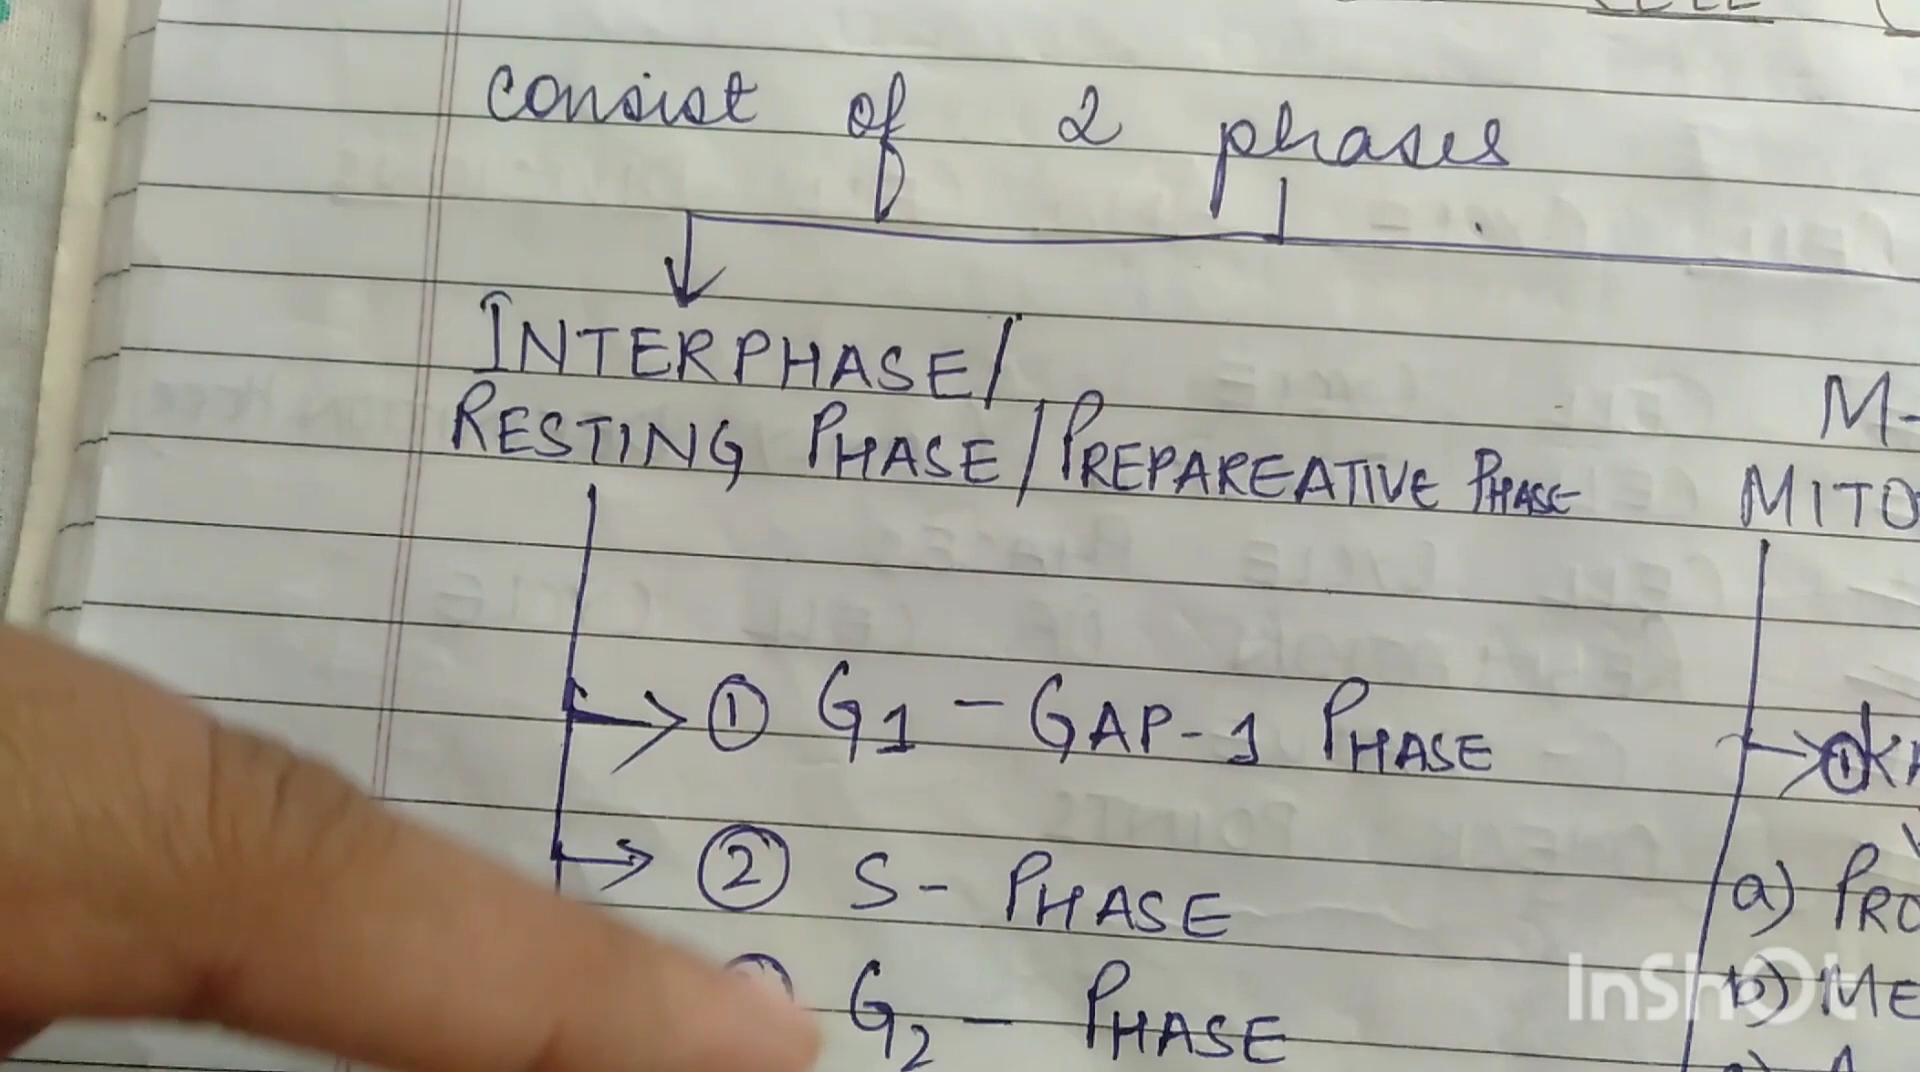 consist of 2 phases
INTERPHASE/
RESTING PHASE/PREPAREATIVE PHASE
① G1 - GAP-1 PHASE
② S- PHASE
G2 - PHASE
M-
MITO
① K
a) PRO
b) ME
InShOt